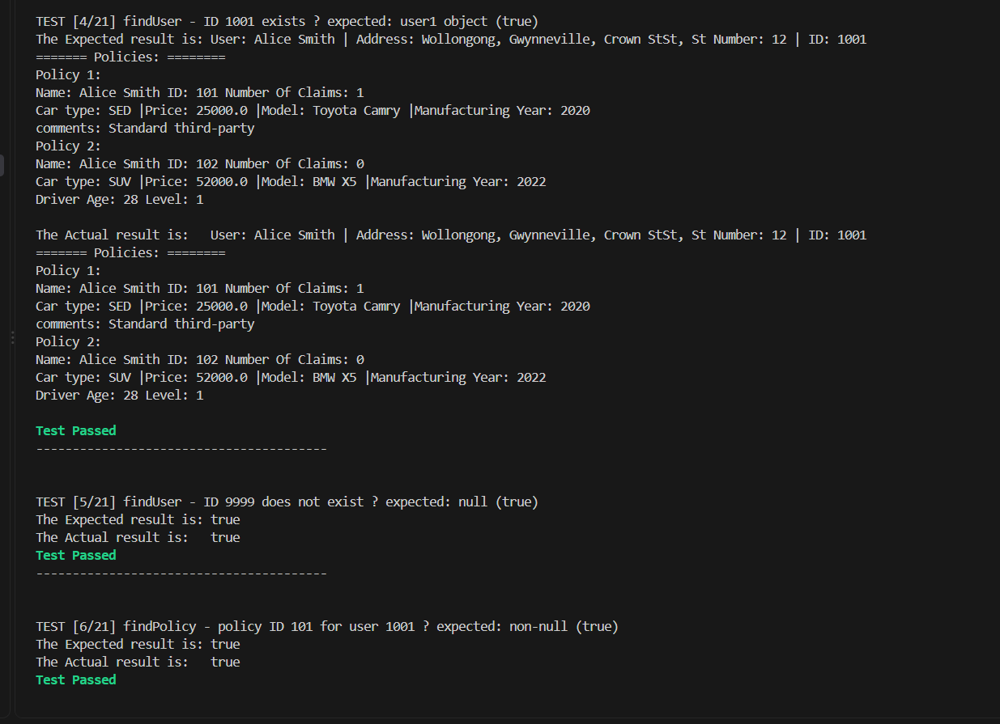 TEST [4/21] findUser - ID 1001 exists ? expected: user1 object (true)
The Expected result is: User: Alice Smith | Address: Wollongong, Gwynneville, Crown StSt, St Number: 12 | ID: 1001
======= Policies: ========
Policy 1:
Name: Alice Smith ID: 101 Number Of Claims: 1
Car type: SED |Price: 25000.0 |Model: Toyota Camry |Manufacturing Year: 2020
comments: Standard third-party
Policy 2:
Name: Alice Smith ID: 102 Number Of Claims: 0
Car type: SUV |Price: 52000.0 |Model: BMW X5 |Manufacturing Year: 2022
Driver Age: 28 Level: 1
The Actual result is:   User: Alice Smith | Address: Wollongong, Gwynneville, Crown StSt, St Number: 12 | ID: 1001
======= Policies: ========
Policy 1:
Name: Alice Smith ID: 101 Number Of Claims: 1
Car type: SED |Price: 25000.0 |Model: Toyota Camry |Manufacturing Year: 2020
comments: Standard third-party
Policy 2:
Name: Alice Smith ID: 102 Number Of Claims: 0
Car type: SUV |Price: 52000.0 |Model: BMW X5 |Manufacturing Year: 2022
Driver Age: 28 Level: 1
Test Passed
----------------------------------------
TEST [5/21] findUser - ID 9999 does not exist ? expected: null (true)
The Expected result is: true
The Actual result is:   true
Test Passed
----------------------------------------
TEST [6/21] findPolicy - policy ID 101 for user 1001 ? expected: non-null (true)
The Expected result is: true
The Actual result is:   true
Test Passed